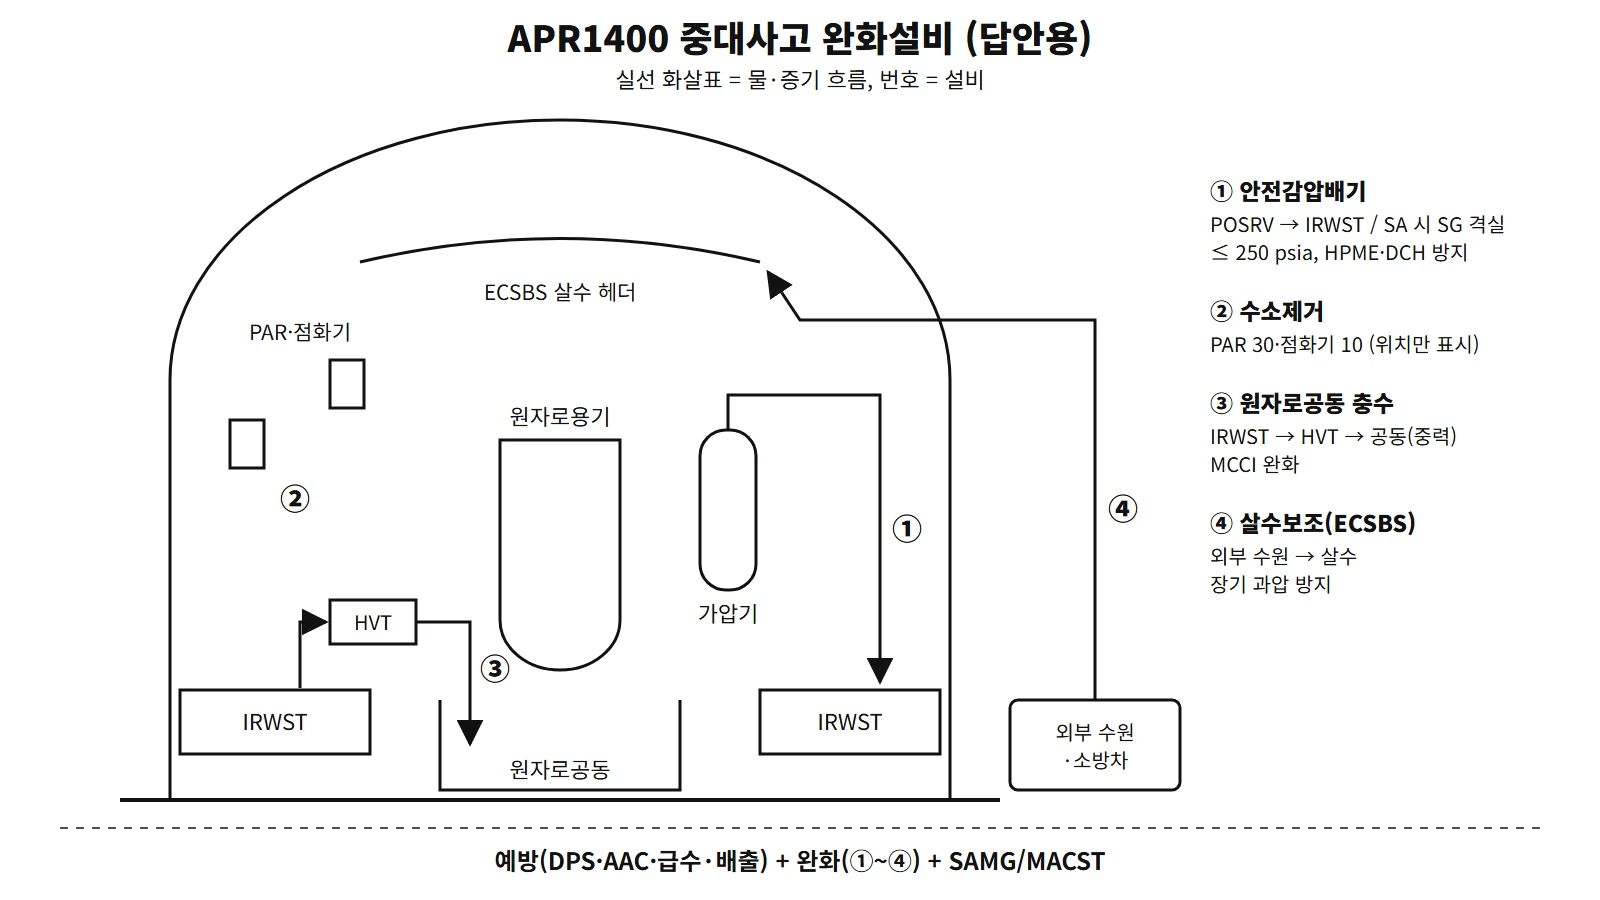 APR1400 중대사고 완화설비 (답안용)
실선 화살표 = 물·증기 흐름, 번호 = 설비
ECSBS 살수 헤더
PAR·점화기
원자로용기
②
①
④
가압기
HVT
③
IRWST
IRWST
원자로공동
외부 수원
·소방차
① 안전감압배기
POSRV → IRWST / SA 시 SG 격실
≤ 250 psia, HPME·DCH 방지
② 수소제거
PAR 30·점화기 10 (위치만 표시)
③ 원자로공동 충수
IRWST → HVT → 공동(중력)
MCCI 완화
④ 살수보조(ECSBS)
외부 수원 → 살수
장기 과압 방지
예방(DPS·AAC·급수·배출) + 완화(①~④) + SAMG/MACST